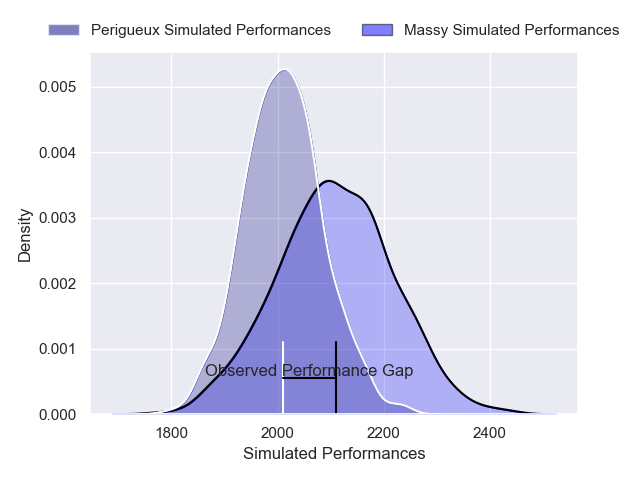 Perigueux Simulated Performances Massy Simulated Performances
0.005
0.004
0.003
0.002
0.001
0.000
Density
Observed Performance Gap
1800 2000 2200 2400
Simulated Performances